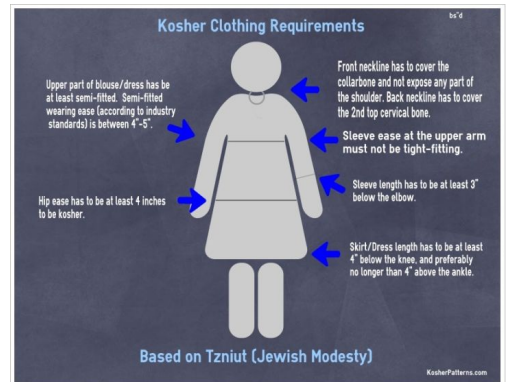 bs"d
Kosher Clothing Requirements
Upper part of blouse/dress has be
at least semi-fitted. Semi-fitted
wearing ease (according to industry
standards) is between 4"-5".
Front neckline has to cover the
collarbone and not expose any part of
the shoulder. Back neckline has to cover
the 2nd top cervical bone.
Sleeve ease at the upper arm
must not be tight-fitting.
Sleeve length has to be at least 3"
below the elbow.
Hip ease has to be at least 4 inches
to be kosher.
Skirt/Dress length has to be at least
4" below the knee, and preferably
no longer than 4" above the ankle.
Based on Tzniut (Jewish Modesty)
KosherPatterns.com